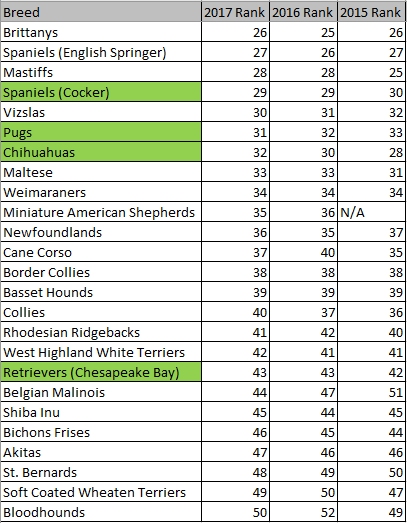 Breed 2017 Rank 2016 Rank 2015 Rank
Brittanys 26 25 26
Spaniels (English Springer) 27 26 27
Mastiffs 28 28 25
Spaniels (Cocker) 29 29 30
Vizslas 30 31 32
Pugs 31 32 33
Chihuahuas 32 30 28
Maltese 33 33 31
Weimaraners 34 34 34
Miniature American Shepherds 35 36 N/A
Newfoundlands 36 35 37
Cane Corso 37 40 35
Border Collies 38 38 38
Basset Hounds 39 39 39
Collies 40 37 36
Rhodesian Ridgebacks 41 42 40
West Highland White Terriers 42 41 41
Retrievers (Chesapeake Bay) 43 43 42
Belgian Malinois 44 47 51
Shiba Inu 45 44 45
Bichons Frises 46 45 44
Akitas 47 46 46
St. Bernards 48 49 50
Soft Coated Wheaten Terriers 49 50 47
Bloodhounds 50 52 49